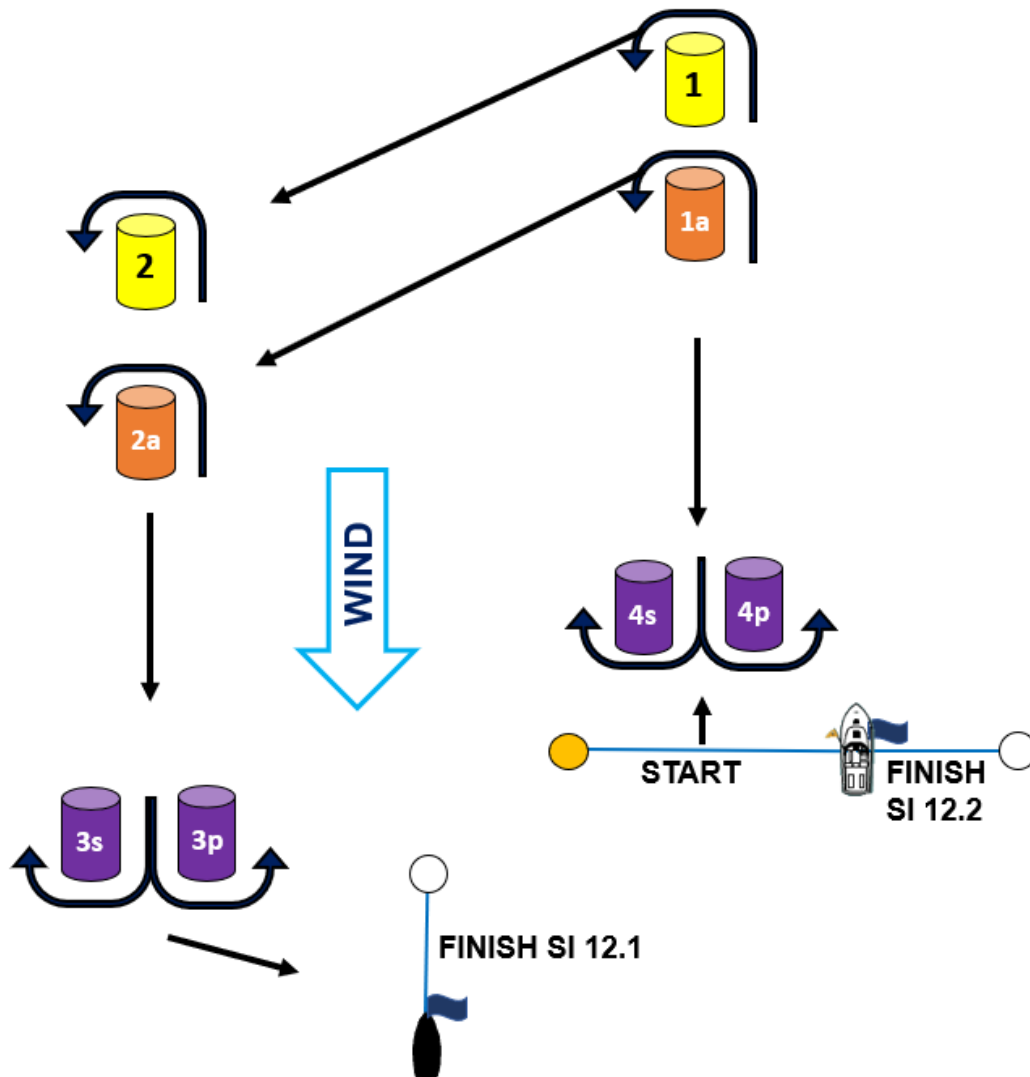 1
1a
2
2a
WIND
4s
4p
START
FINISH
SI 12.2
3s
3p
FINISH SI 12.1